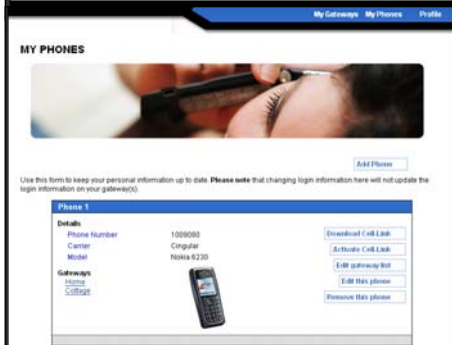 My Gateways My Phones Profile
MY PHONES
Add Phone
Use this form to keep your personal information up to date. Please note that changing login information here will not update the
login information on your gateway(s).
Phone 1
Details
Phone Number 1009080
Carrier Cingular
Model Nokia 6230
Gateways
Home
Cottage
Download Cell-Link
Activate Cell-Link
Edit gateway list
Edit this phone
Remove this phone